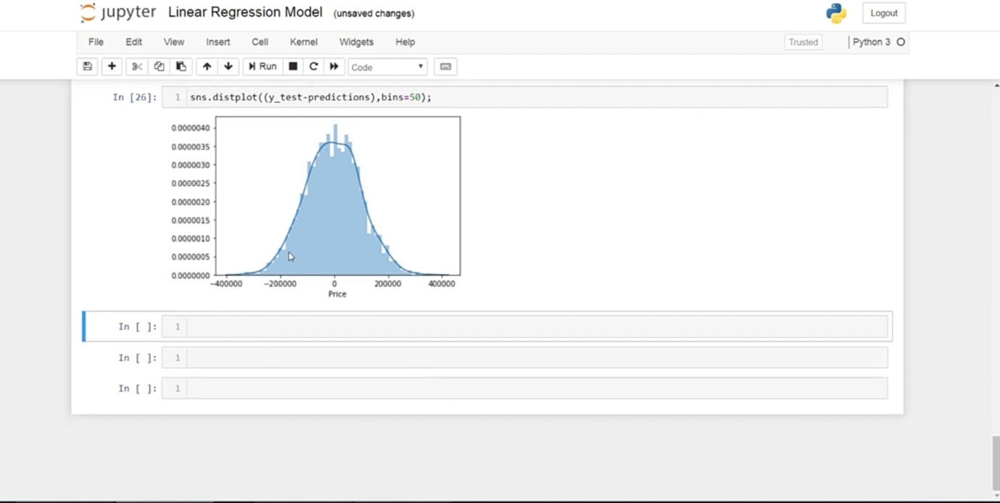 jupyter Linear Regression Model (unsaved changes) Logout
File Edit View Insert Cell Kernel Widgets Help Trusted Python 3
Run Code
In [26]: 1 sns.distplot((y_test-predictions),bins=50);
0.0000040
0.0000035
0.0000030
0.0000025
0.0000020
0.0000015
0.0000010
0.0000005
0.0000000
−400000 −200000 0 200000 400000
Price
In [ ]: 1
In [ ]: 1
In [ ]: 1